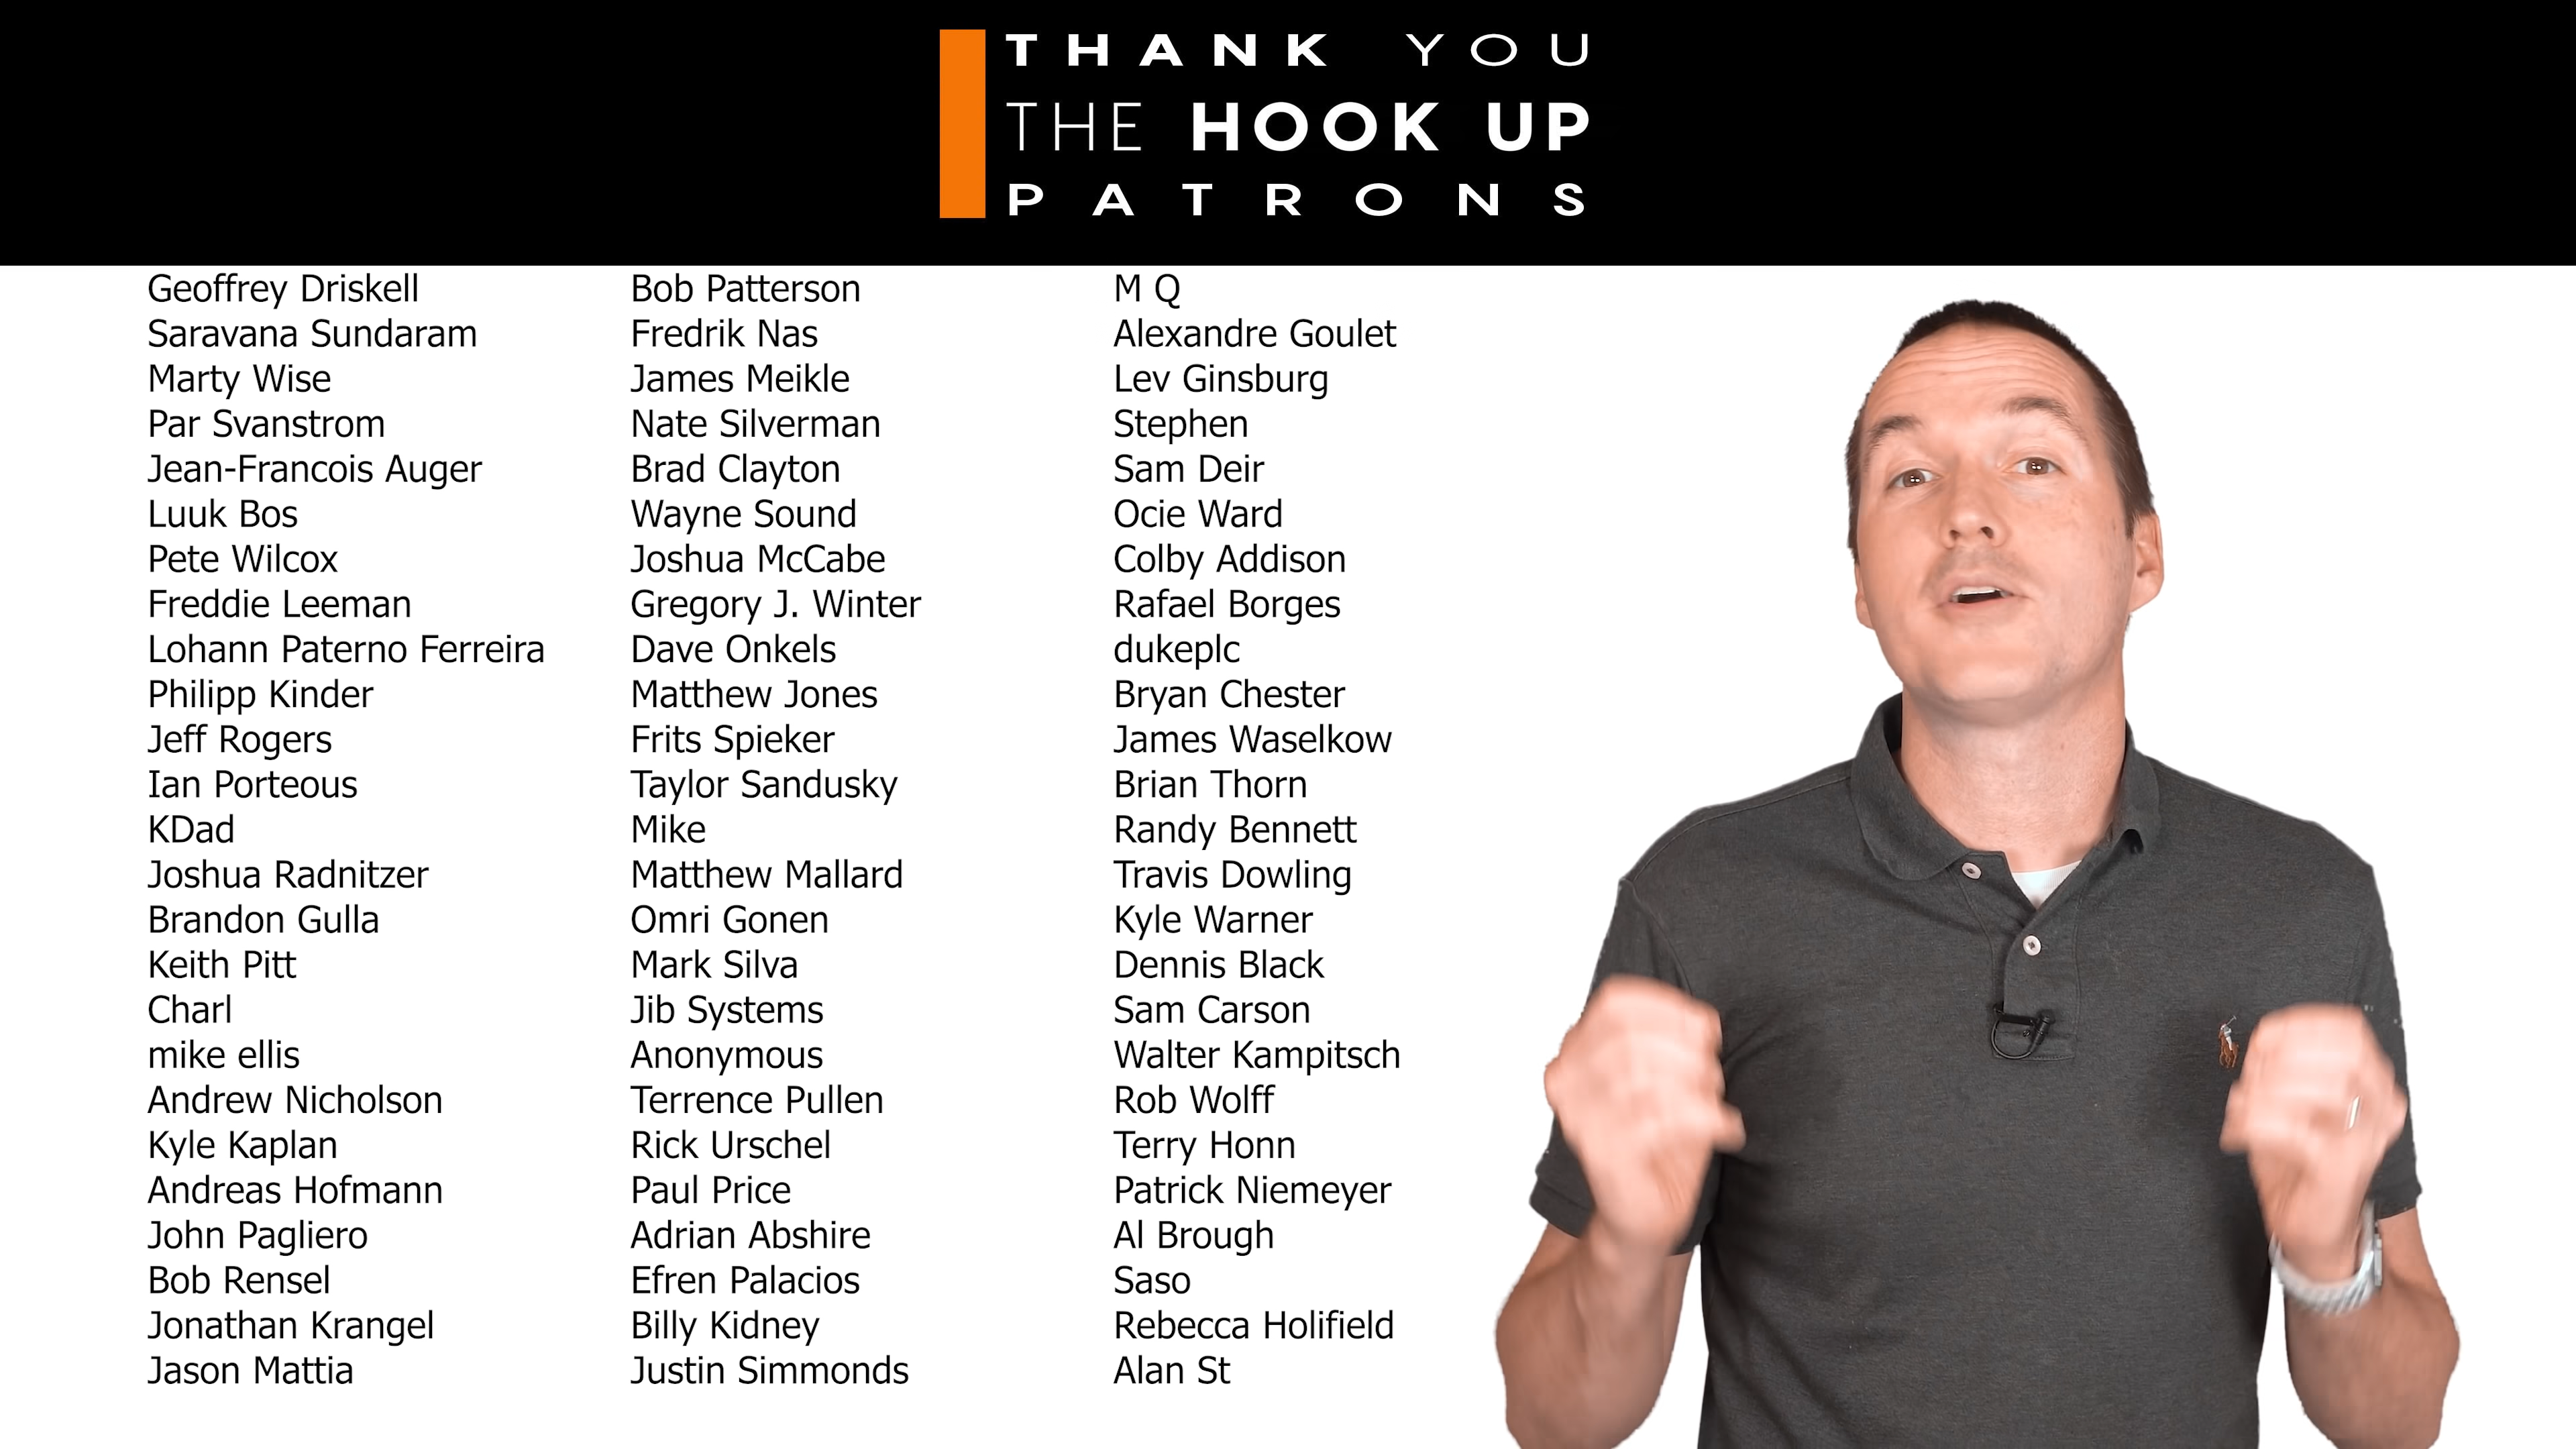 THANK YOU
THE HOOK UP
PATRONS
Geoffrey Driskell
Saravana Sundaram
Marty Wise
Par Svanstrom
Jean-Francois Auger
Luuk Bos
Pete Wilcox
Freddie Leeman
Lohann Paterno Ferreira
Philipp Kinder
Jeff Rogers
Ian Porteous
KDad
Joshua Radnitzer
Brandon Gulla
Keith Pitt
Charl
mike ellis
Andrew Nicholson
Kyle Kaplan
Andreas Hofmann
John Pagliero
Bob Rensel
Jonathan Krangel
Jason Mattia
Bob Patterson
Fredrik Nas
James Meikle
Nate Silverman
Brad Clayton
Wayne Sound
Joshua McCabe
Gregory J. Winter
Dave Onkels
Matthew Jones
Frits Spieker
Taylor Sandusky
Mike
Matthew Mallard
Omri Gonen
Mark Silva
Jib Systems
Anonymous
Terrence Pullen
Rick Urschel
Paul Price
Adrian Abshire
Efren Palacios
Billy Kidney
Justin Simmonds
M Q
Alexandre Goulet
Lev Ginsburg
Stephen
Sam Deir
Ocie Ward
Colby Addison
Rafael Borges
dukeplc
Bryan Chester
James Waselkow
Brian Thorn
Randy Bennett
Travis Dowling
Kyle Warner
Dennis Black
Sam Carson
Walter Kampitsch
Rob Wolff
Terry Honn
Patrick Niemeyer
Al Brough
Saso
Rebecca Holifield
Alan St